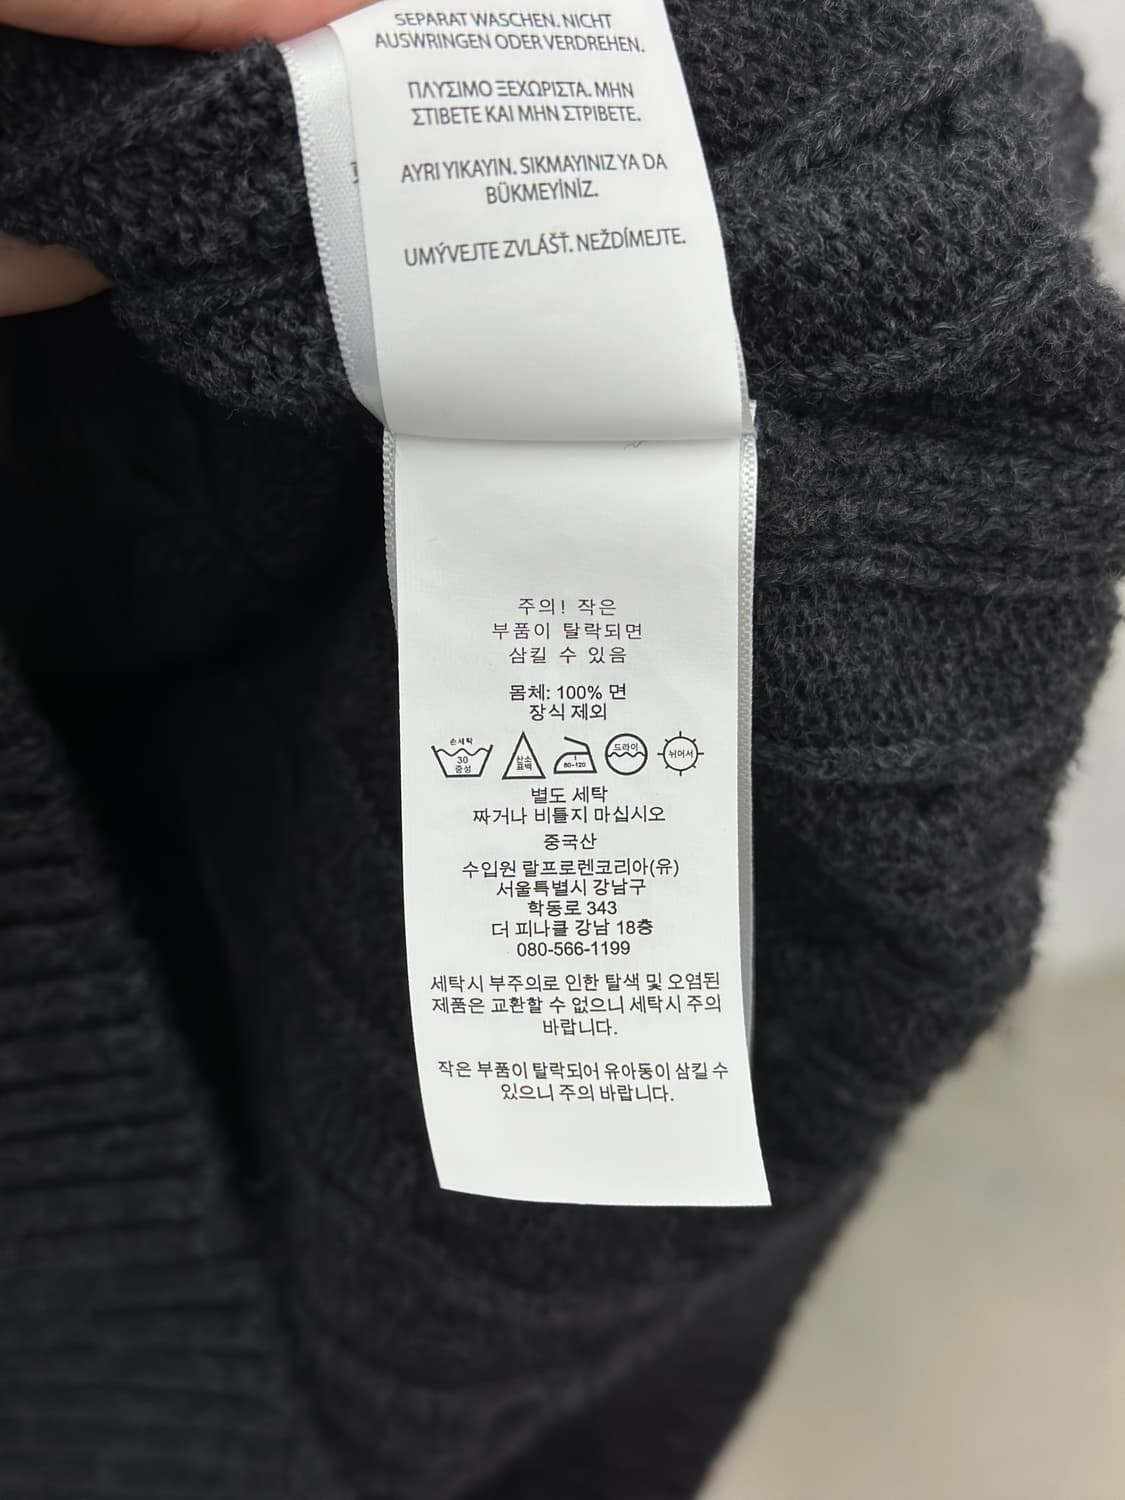 SEPARAT WASCHEN. NICHT
AUSWRINGEN ODER VERDREHEN.
ΠΛΥΣΙΜΟ ΞΕΧΩΡΙΣΤΑ. ΜΗΝ
ΣΤΙΒΕΤΕ ΚΑΙ ΜΗΝ ΣΤΡΙΒΕΤΕ.
AYRI YIKAYIN. SIKMAYINIZ YA DA
BÜKMEYİNİZ.
UMÝVEJTE ZVLÁŠŤ. NEŽDÍMEJTE.
주의! 작은
부품이 탈락되면
삼킬 수 있음
몸체: 100% 면
장식 제외
손세탁
30
중성
산소
표백
1
80~120
드라이
뉘어서
별도 세탁
짜거나 비틀지 마십시오
중국산
수입원 랄프로렌코리아(유)
서울특별시 강남구
학동로 343
더 피나클 강남 18층
080-566-1199
세탁시 부주의로 인한 탈색 및 오염된
제품은 교환할 수 없으니 세탁시 주의
바랍니다.
작은 부품이 탈락되어 유아동이 삼킬 수
있으니 주의 바랍니다.